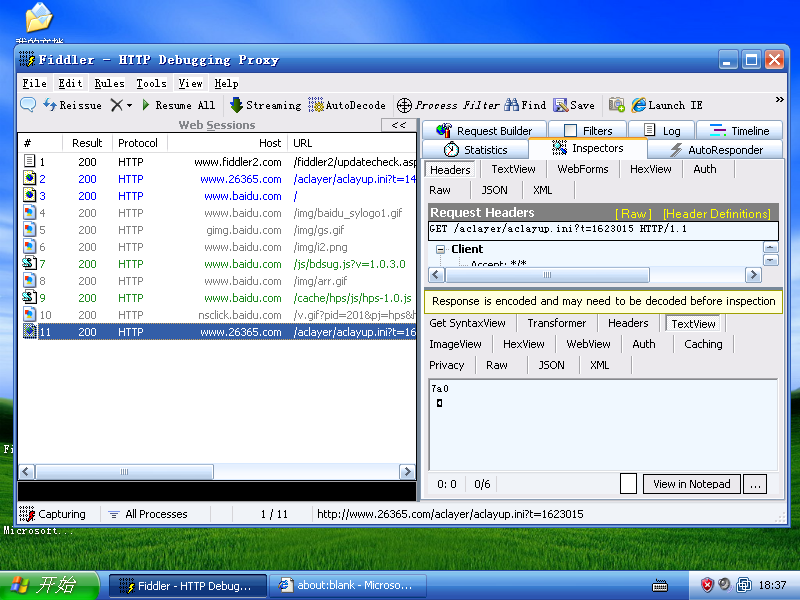 我的文档
Fiddler - HTTP Debugging Proxy
File Edit Rules Tools View Help
Reissue Resume All Streaming AutoDecode Process Filter Find Save Launch IE »
Web Sessions <<
# Result Protocol Host URL
1 200 HTTP www.fiddler2.com /fiddler2/updatecheck.asp
2 200 HTTP www.26365.com /aclayer/aclayup.ini?t=14
3 200 HTTP www.baidu.com /
4 200 HTTP www.baidu.com /img/baidu_sylogo1.gif
5 200 HTTP gimg.baidu.com /img/gs.gif
6 200 HTTP www.baidu.com /img/i2.png
7 200 HTTP www.baidu.com /js/bdsug.js?v=1.0.3.0
8 200 HTTP www.baidu.com /img/arr.gif
9 200 HTTP www.baidu.com /cache/hps/js/hps-1.0.js
10 200 HTTP nsclick.baidu.com /v.gif?pid=201&pj=hps&
11 200 HTTP www.26365.com /aclayer/aclayup.ini?t=16
Request Builder Filters Log Timeline
Statistics Inspectors AutoResponder
Headers TextView WebForms HexView Auth
Raw JSON XML
Request Headers [ Raw ] [Header Definitions]
GET /aclayer/aclayup.ini?t=1623015 HTTP/1.1
Client
Accept: */*
Response is encoded and may need to be decoded before inspection
Get SyntaxView Transformer Headers TextView
ImageView HexView WebView Auth Caching
Privacy Raw JSON XML
7a0
0: 0 0/6 View in Notepad ...
Capturing All Processes 1 / 11 http://www.26365.com/aclayer/aclayup.ini?t=1623015
Fi
Microsoft...
开始 Fiddler - HTTP Debug... about:blank - Microso... 18:37